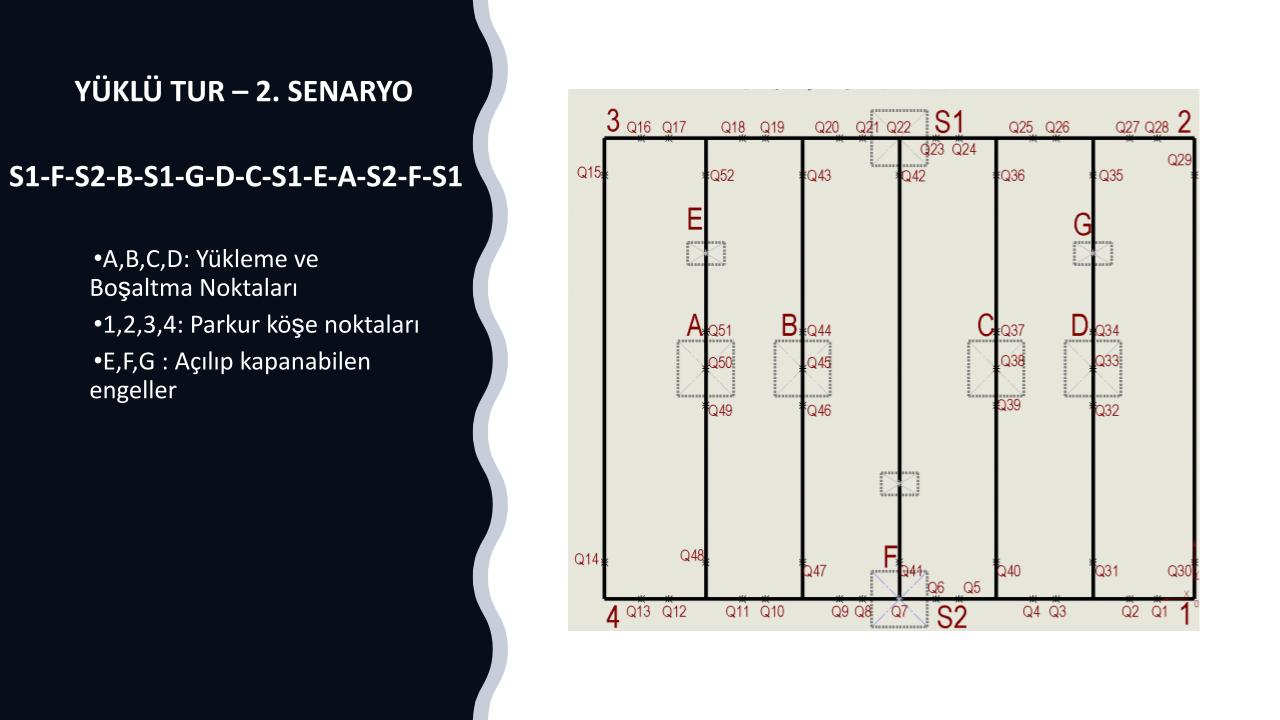 YÜKLÜ TUR – 2. SENARYO
S1-F-S2-B-S1-G-D-C-S1-E-A-S2-F-S1
•A,B,C,D: Yükleme ve
Boşaltma Noktaları
•1,2,3,4: Parkur köşe noktaları
•E,F,G : Açılıp kapanabilen
engeller
3 Q16 Q17 Q18 Q19 Q20 Q21 Q22 S1 Q25 Q26 Q27 Q28 2
Q23 Q24
Q29
Q15 Q52 Q43 Q42 Q36 Q35
E G
A Q51 B Q44 C Q37 D Q34
Q50 Q45 Q38 Q33
Q49 Q46 Q39 Q32
Q14 Q48 F
Q47 Q41 Q40 Q31 Q30
Q6 Q5
4 Q13 Q12 Q11 Q10 Q9 Q8 Q7 S2 Q4 Q3 Q2 Q1 1